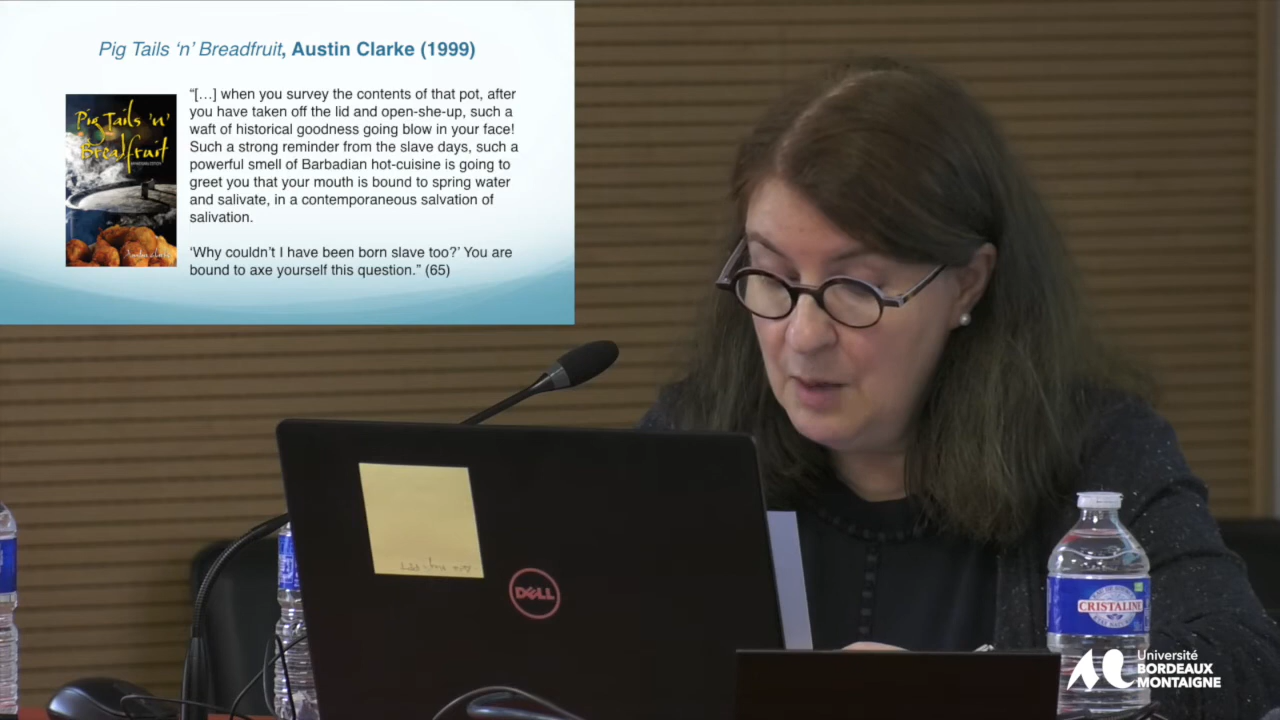 Pig Tails ‘n’ Breadfruit, Austin Clarke (1999)
Pig Tails 'n'
Breadfruit
“[…] when you survey the contents of that pot, after
you have taken off the lid and open-she-up, such a
waft of historical goodness going blow in your face!
Such a strong reminder from the slave days, such a
powerful smell of Barbadian hot-cuisine is going to
greet you that your mouth is bound to spring water
and salivate, in a contemporaneous salvation of
salivation.
‘Why couldn’t I have been born slave too?’ You are
bound to axe yourself this question.” (65)
DELL
CRISTALINE
Université
BORDEAUX
MONTAIGNE